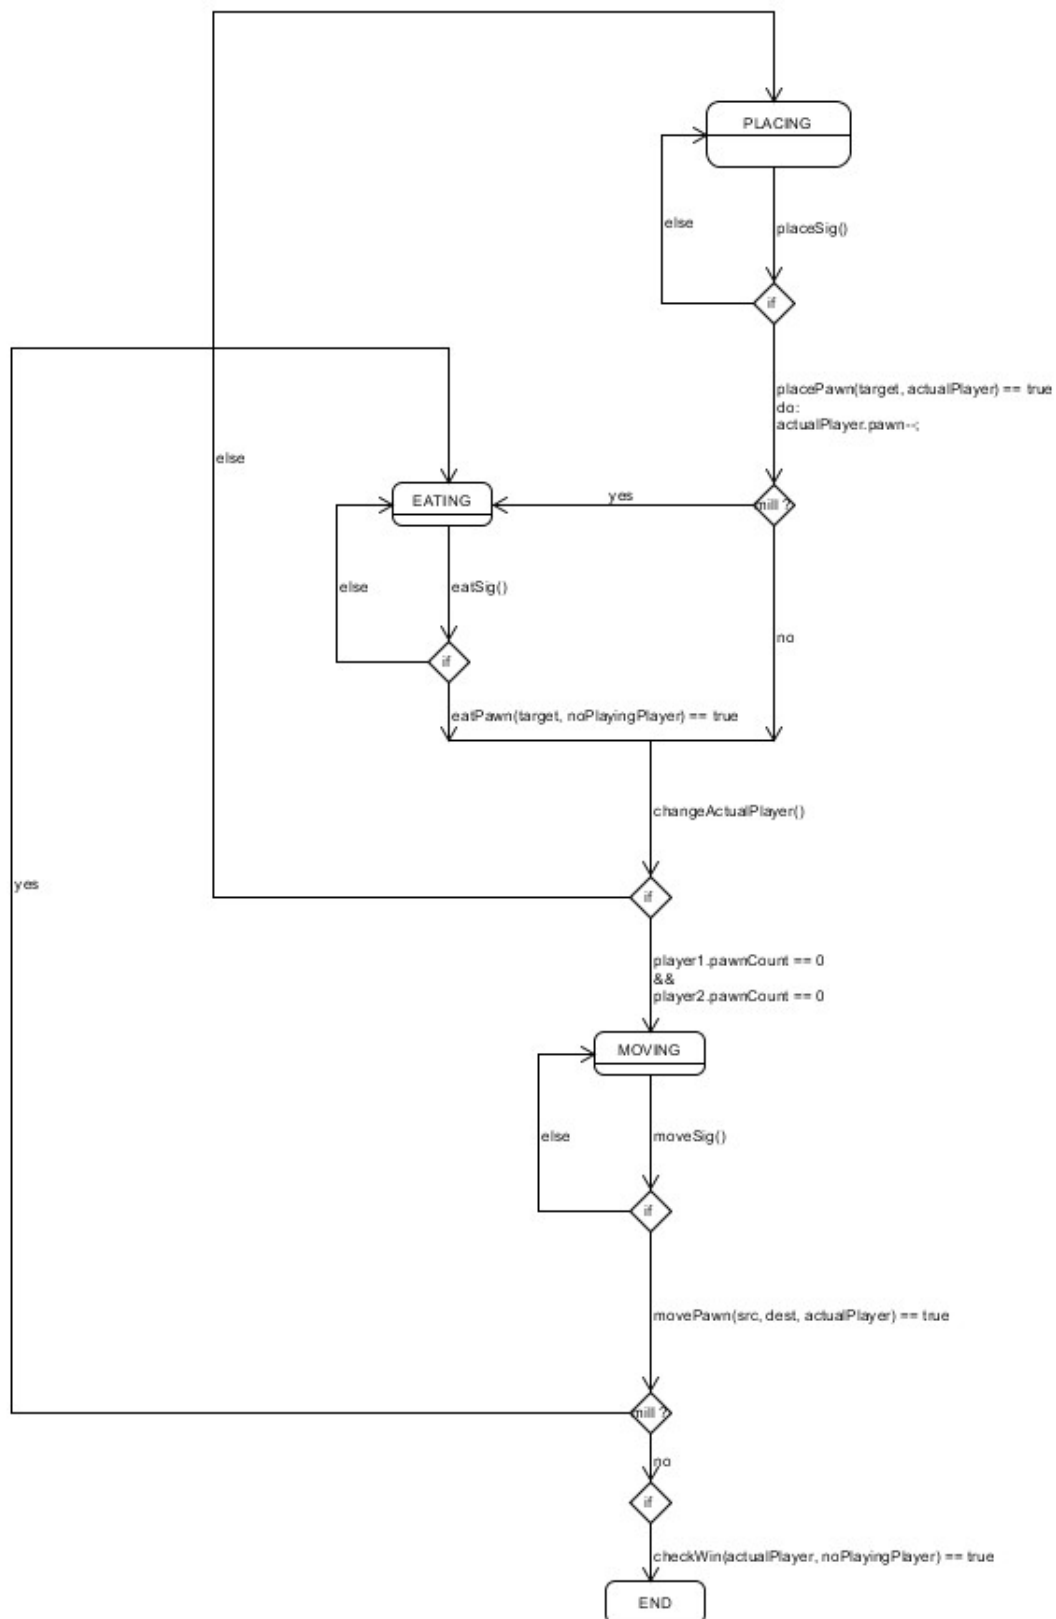 PLACING
else
placeSig()
if
placePawn(target, actualPlayer) == true
do:
actualPlayer.pawn--;
else
EATING
yes
mill ?
else
eatSig()
no
if
eatPawn(target, noPlayingPlayer) == true
changeActualPlayer()
yes
if
player1.pawnCount == 0
&&
player2.pawnCount == 0
MOVING
else
moveSig()
if
movePawn(src, dest, actualPlayer) == true
mill ?
no
if
checkWin(actualPlayer, noPlayingPlayer) == true
END